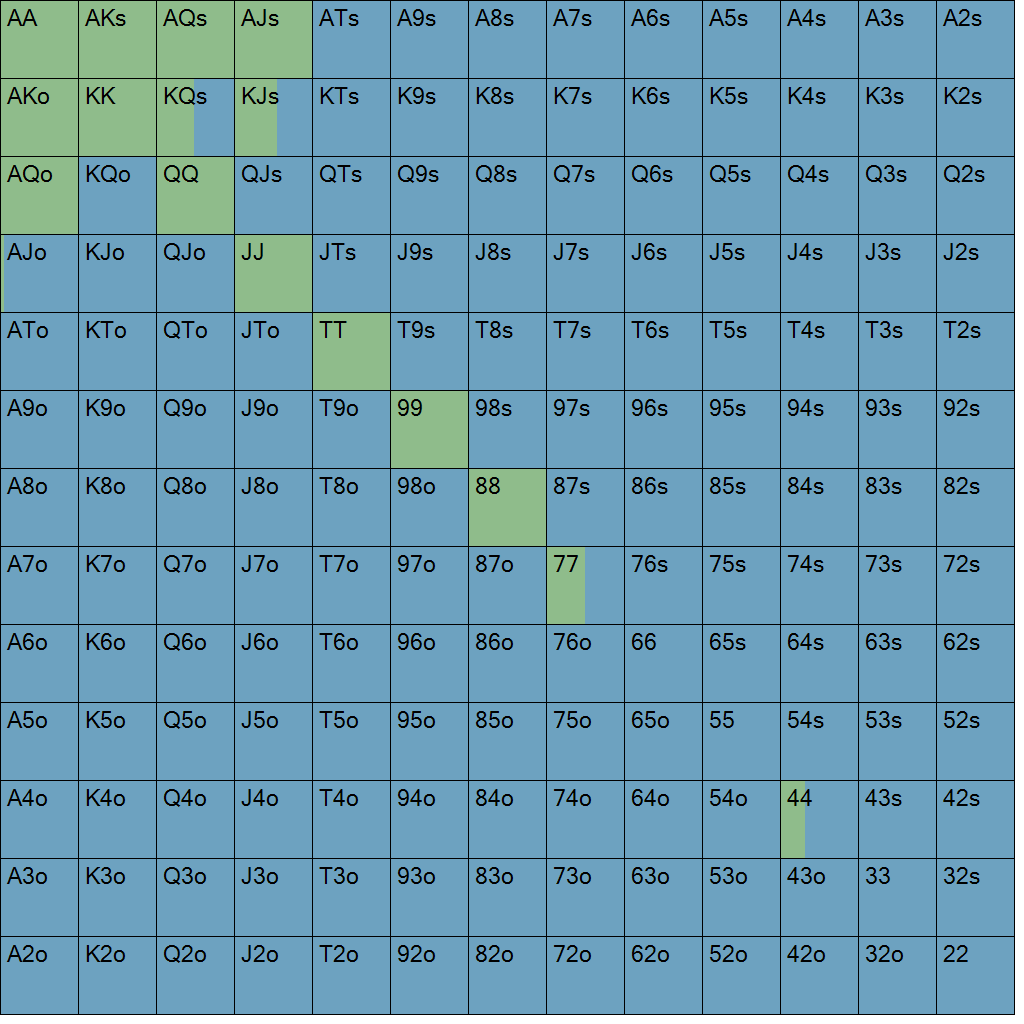 AA AKs AQs AJs ATs A9s A8s A7s A6s A5s A4s A3s A2s
AKo KK KQs KJs KTs K9s K8s K7s K6s K5s K4s K3s K2s
AQo KQo QQ QJs QTs Q9s Q8s Q7s Q6s Q5s Q4s Q3s Q2s
AJo KJo QJo JJ JTs J9s J8s J7s J6s J5s J4s J3s J2s
ATo KTo QTo JTo TT T9s T8s T7s T6s T5s T4s T3s T2s
A9o K9o Q9o J9o T9o 99 98s 97s 96s 95s 94s 93s 92s
A8o K8o Q8o J8o T8o 98o 88 87s 86s 85s 84s 83s 82s
A7o K7o Q7o J7o T7o 97o 87o 77 76s 75s 74s 73s 72s
A6o K6o Q6o J6o T6o 96o 86o 76o 66 65s 64s 63s 62s
A5o K5o Q5o J5o T5o 95o 85o 75o 65o 55 54s 53s 52s
A4o K4o Q4o J4o T4o 94o 84o 74o 64o 54o 44 43s 42s
A3o K3o Q3o J3o T3o 93o 83o 73o 63o 53o 43o 33 32s
A2o K2o Q2o J2o T2o 92o 82o 72o 62o 52o 42o 32o 22